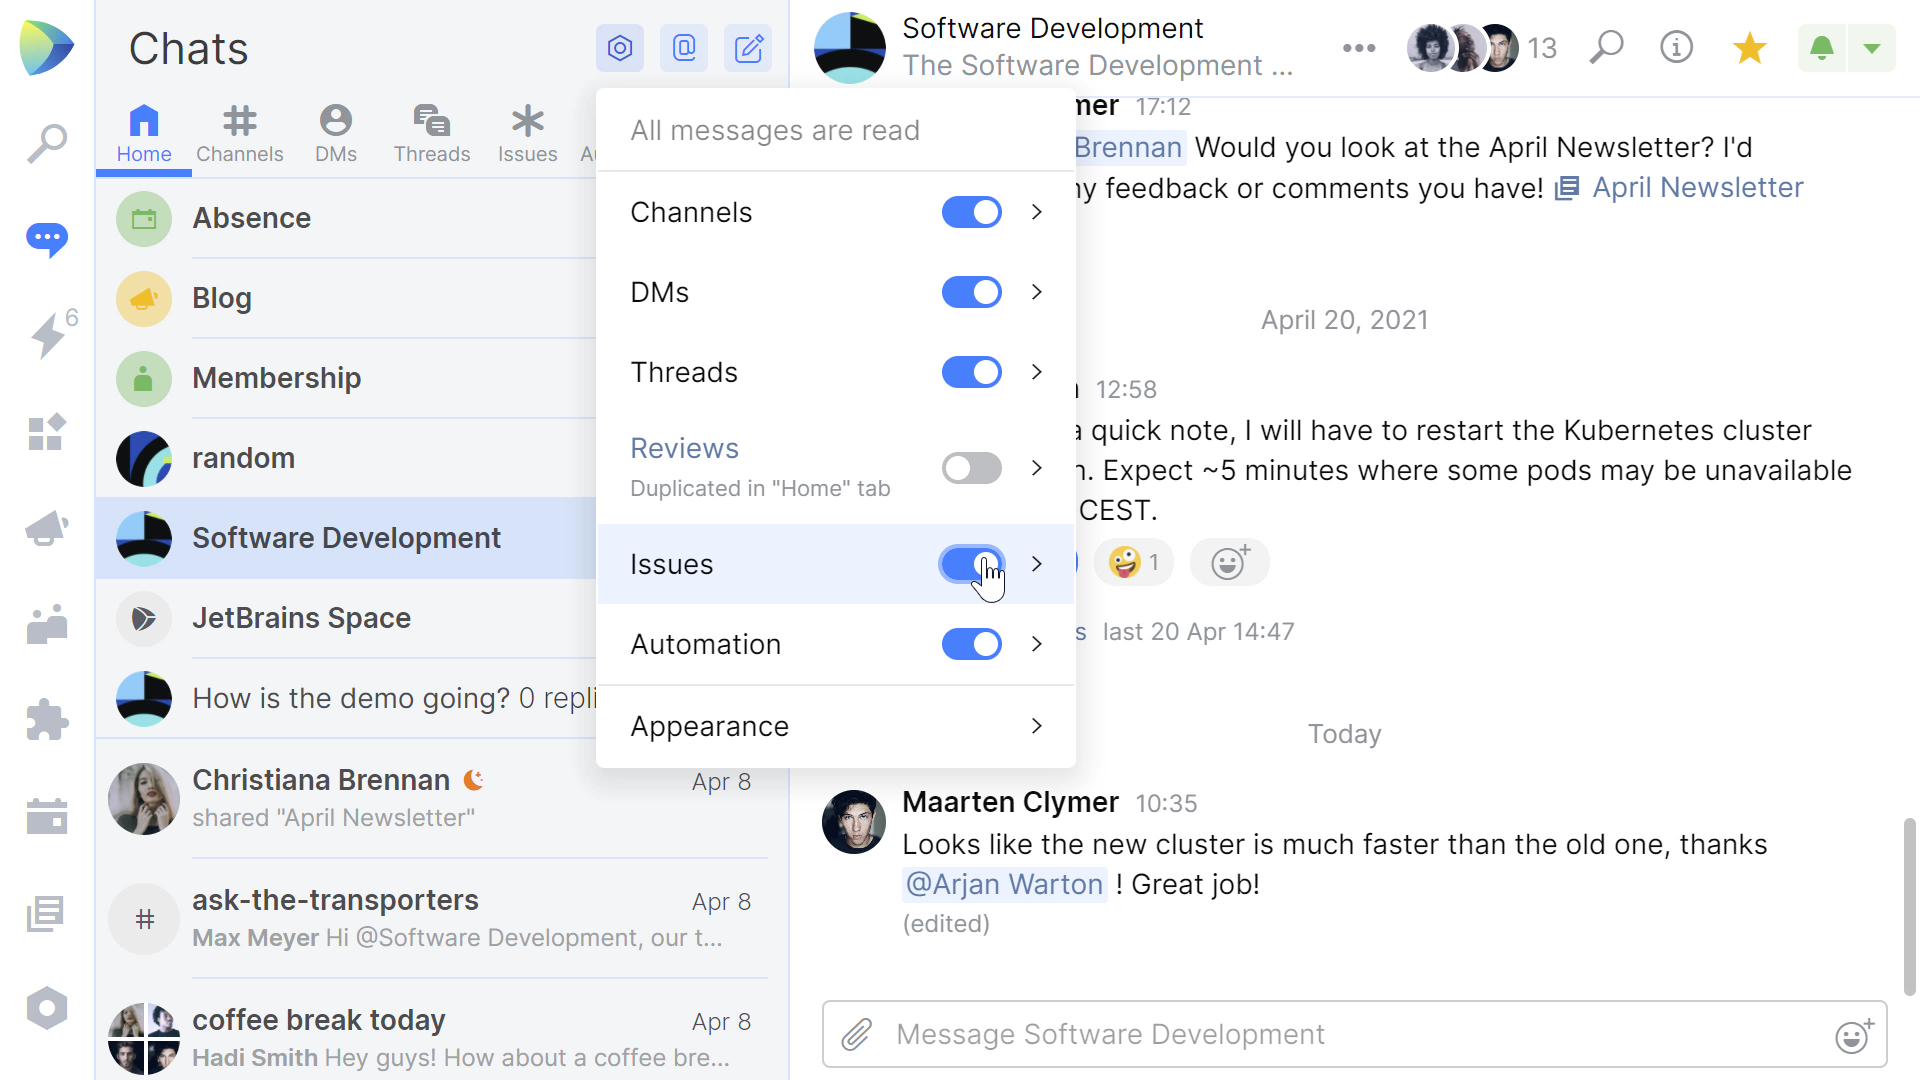 Chats
Home
Channels
DMs
Threads
Issues
6
Absence
Blog
Membership
random
Software Development
JetBrains Space
How is the demo going? 0 repli
Christiana Brennan
Apr 8
shared "April Newsletter"
ask-the-transporters
Apr 8
Max Meyer Hi @Software Development, our t...
coffee break today
Apr 8
Hadi Smith Hey guys! How about a coffee bre...
All messages are read
Channels
DMs
Threads
Reviews
Duplicated in "Home" tab
Issues
Automation
Appearance
Software Development
The Software Development ...
13
mer 17:12
Brennan Would you look at the April Newsletter? I'd
y feedback or comments you have! April Newsletter
April 20, 2021
12:58
a quick note, I will have to restart the Kubernetes cluster
n. Expect ~5 minutes where some pods may be unavailable
CEST.
1
s last 20 Apr 14:47
Today
Maarten Clymer 10:35
Looks like the new cluster is much faster than the old one, thanks
@Arjan Warton ! Great job!
(edited)
Message Software Development